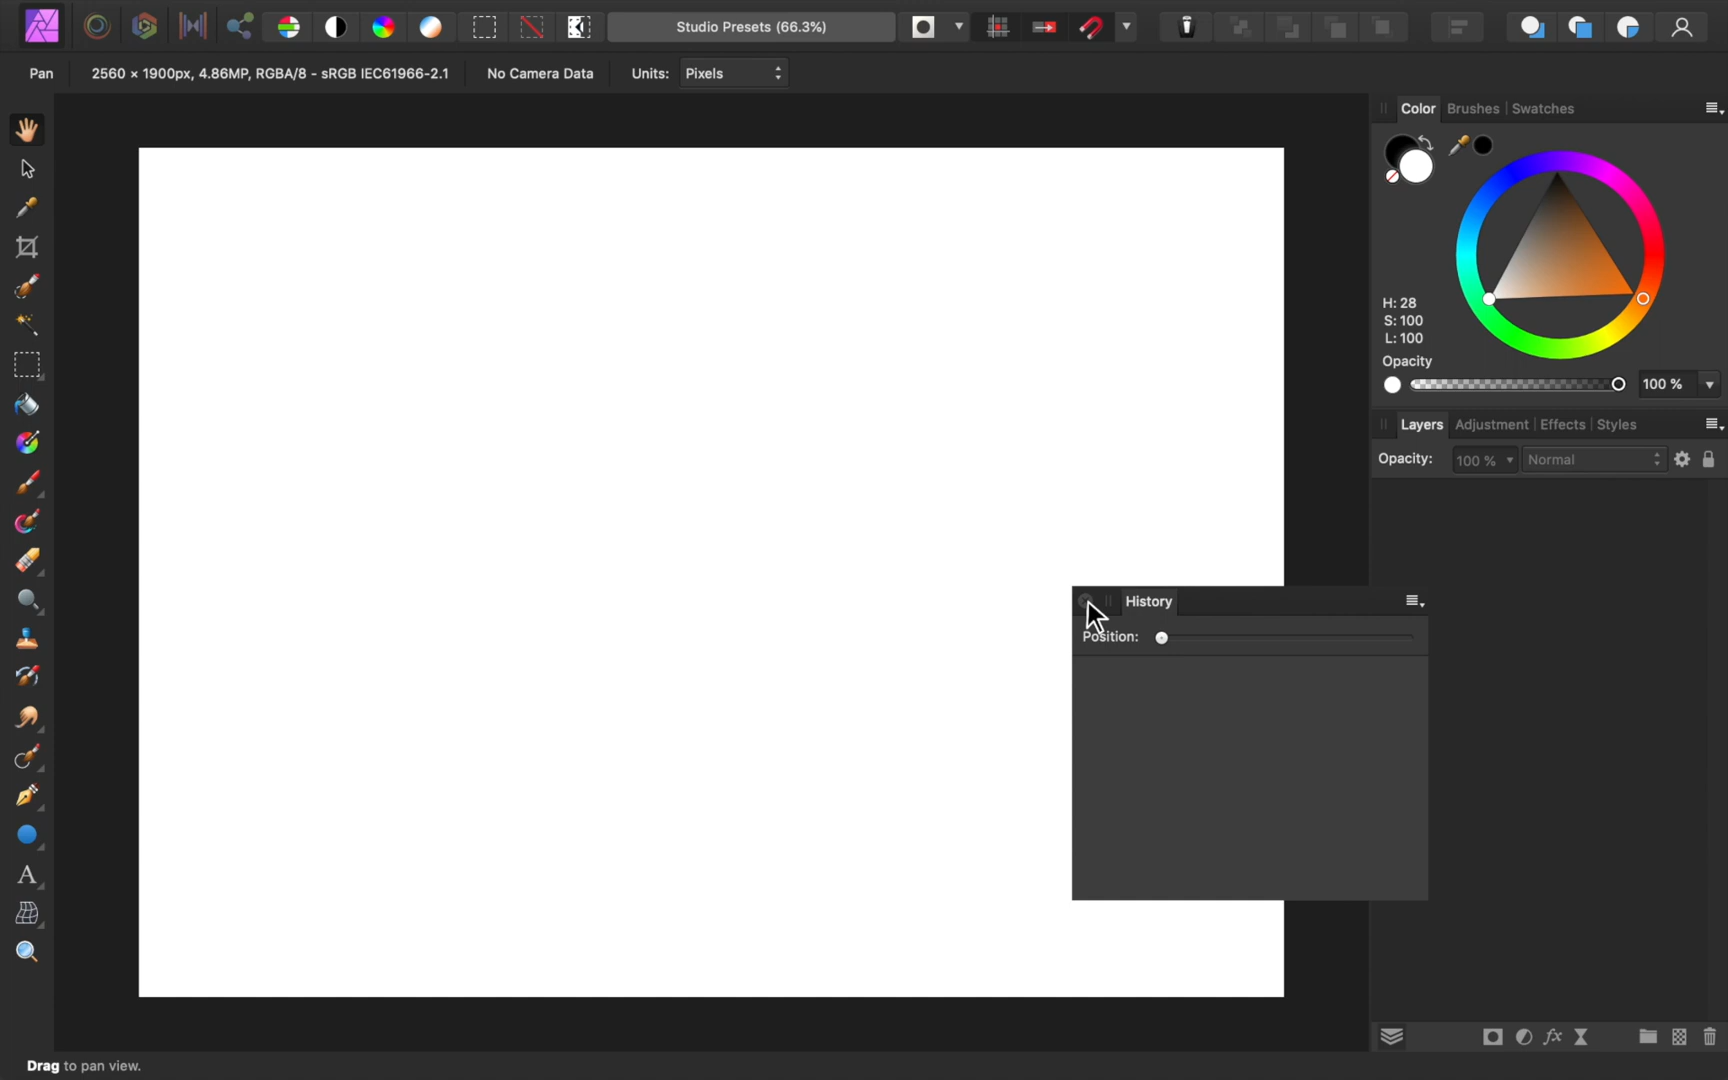 Studio Presets (66.3%)
Pan 2560 × 1900px, 4.86MP, RGBA/8 - sRGB IEC61966-2.1 No Camera Data Units: Pixels
Color Brushes Swatches
H: 28
S: 100
L: 100
Opacity
100 %
Layers Adjustment Effects Styles
Opacity: 100 % Normal
History
Position:
A
fx
Drag to pan view.